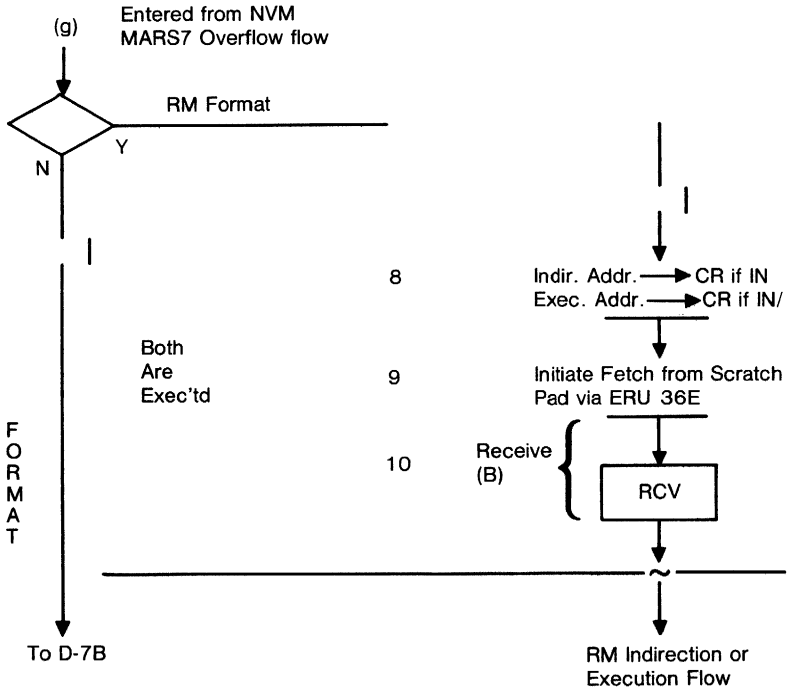 (g)
Entered from NVM
MARS7 Overflow flow
RM Format
Y
N
8
Indir. Addr. → CR if IN
Exec. Addr. → CR if IN/
Both
Are
Exec'td
9
Initiate Fetch from Scratch
Pad via ERU 36E
FORMAT
10
Receive
(B)
RCV
~
To D-7B
RM Indirection or
Execution Flow